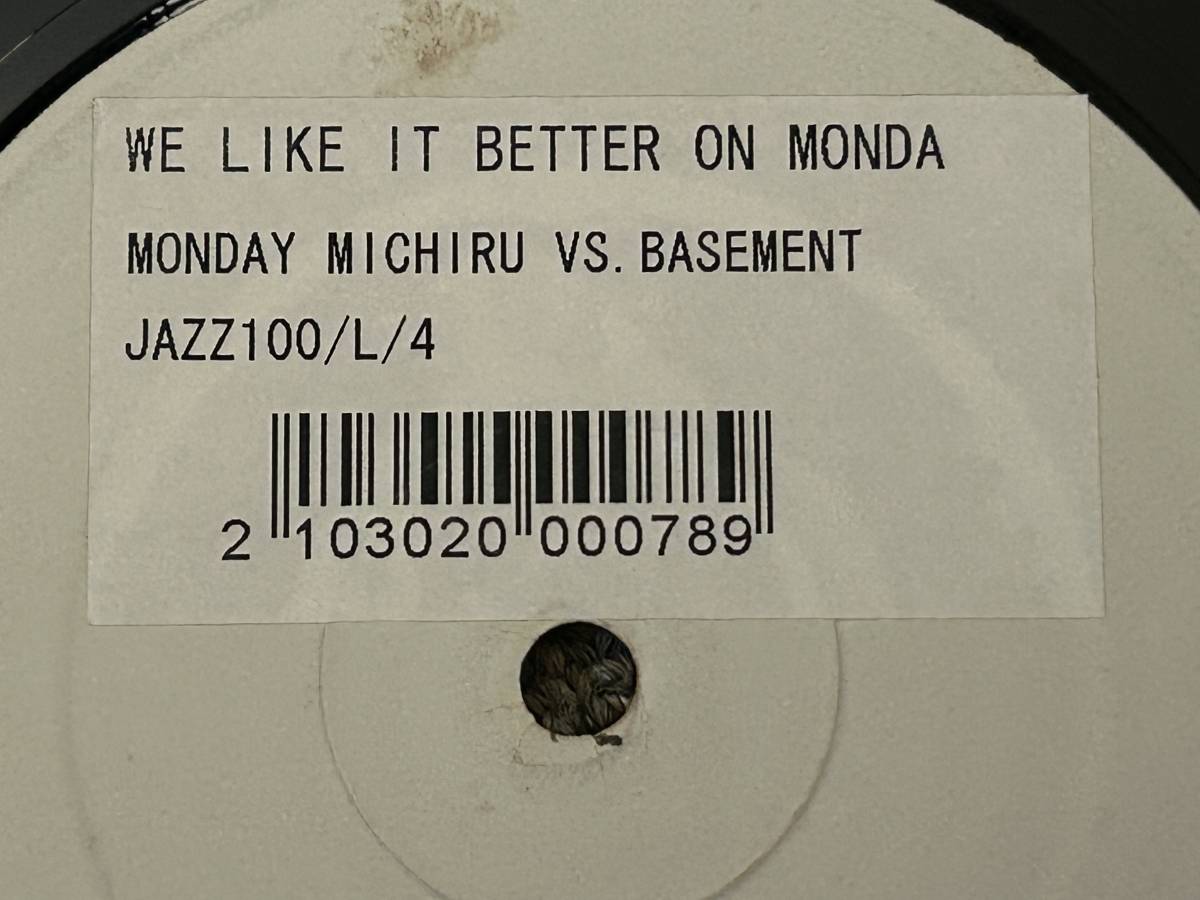 WE LIKE IT BETTER ON MONDA
MONDAY MICHIRU VS. BASEMENT
JAZZ100/L/4
2 103020 000789